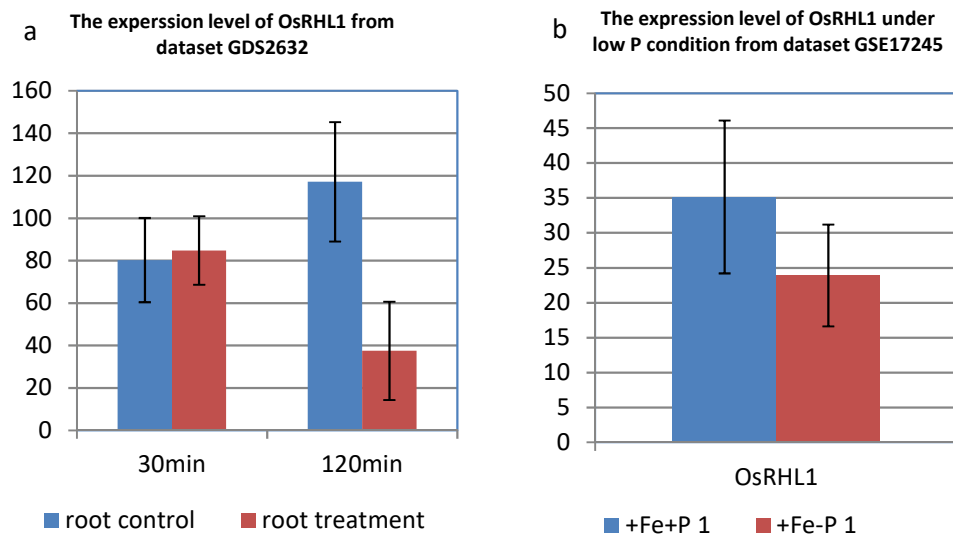 a
The experssion level of OsRHL1 from
dataset GDS2632
160
140
120
100
80
60
40
20
0
30min
120min
root control
root treatment
b
The expression level of OsRHL1 under
low P condition from dataset GSE17245
50
45
40
35
30
25
20
15
10
5
0
OsRHL1
+Fe+P 1
+Fe-P 1